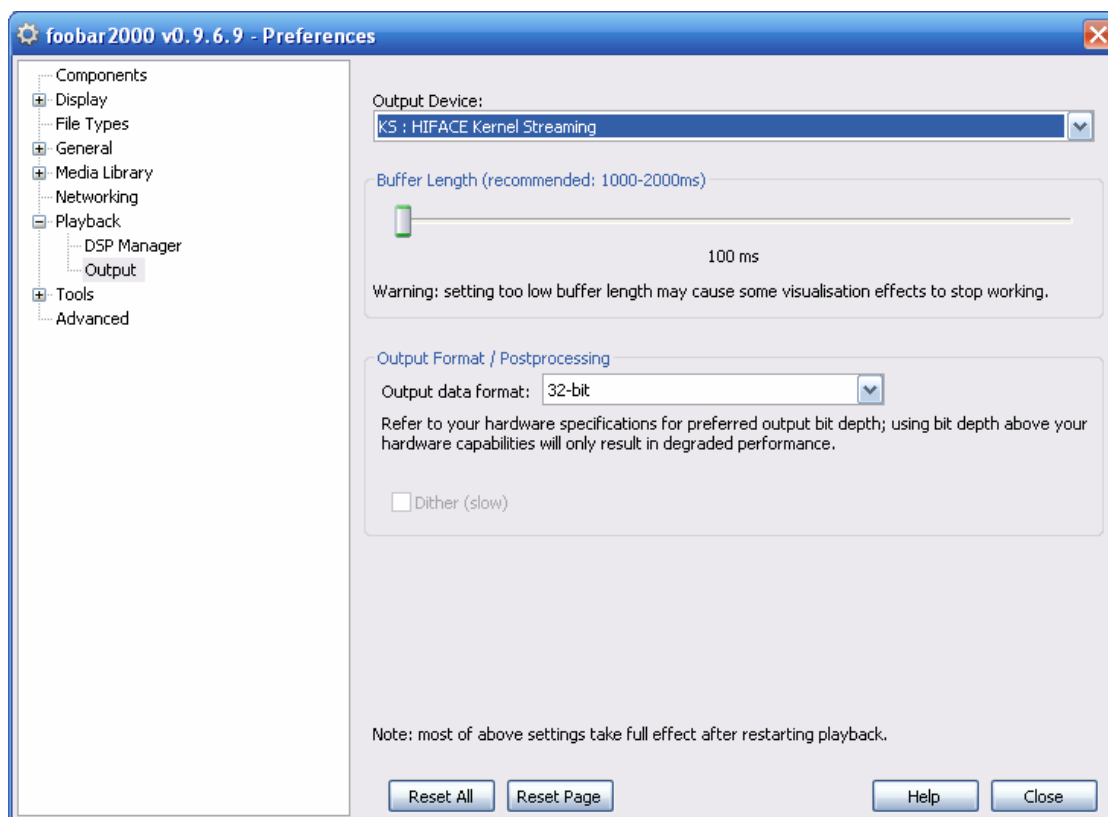 foobar2000 v0.9.6.9 - Preferences
Components
Display
File Types
General
Media Library
Networking
Playback
DSP Manager
Output
Tools
Advanced
Output Device:
KS : HIFACE Kernel Streaming
Buffer Length (recommended: 1000-2000ms)
100 ms
Warning: setting too low buffer length may cause some visualisation effects to stop working.
Output Format / Postprocessing
Output data format: 32-bit
Refer to your hardware specifications for preferred output bit depth; using bit depth above your
hardware capabilities will only result in degraded performance.
Dither (slow)
Note: most of above settings take full effect after restarting playback.
Reset All Reset Page Help Close